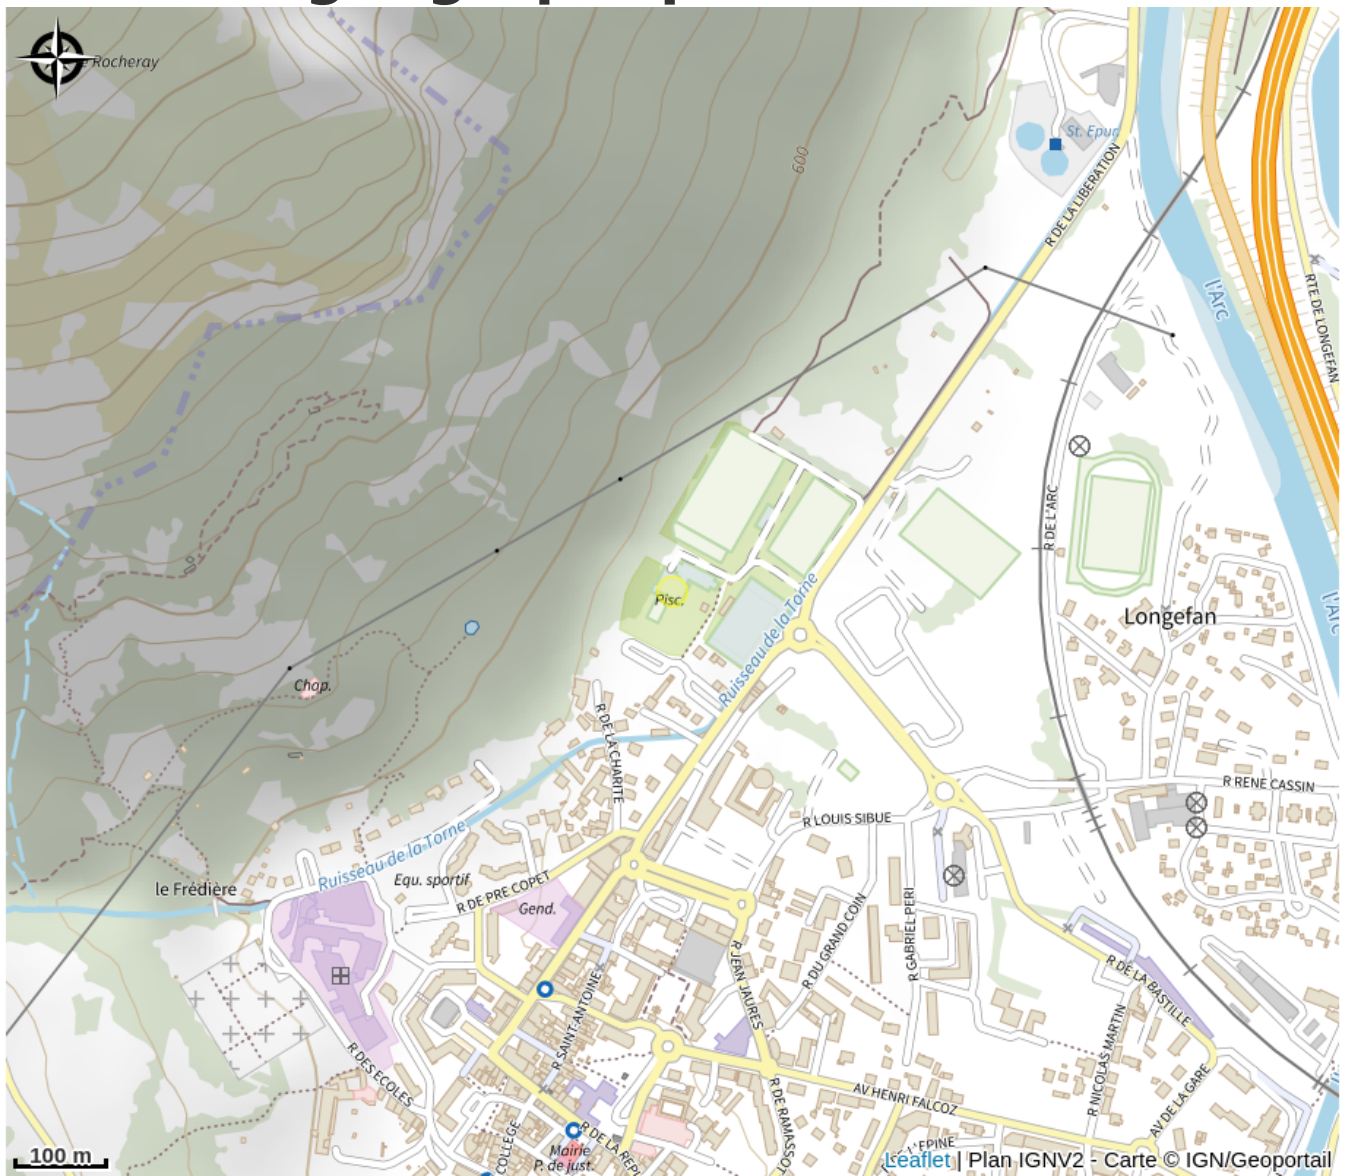 e Rocheray
St. Epur.
600
R DE LA LIBERATION
l'Arc
RTE DE LONGEFAN
R DE L'ARC
Pisc.
Ruisseau de la Torne
Longefan
l'Arc
Chap.
R DE LA CHARITE
R RENE CASSIN
R LOUIS SIBUE
Ruisseau de la Torne
Equ. sportif
le Frédière
R DE PRE COPET
Gend.
R DU GRAND COIN
R GABRIEL PERI
R JEAN JAURES
R DE LA BASTILLE
R SAINT-ANTOINE
R DES ECOLES
R NICOLAS MARTIN
AV DE LA GARE
AV HENRI FALCOZ
R DE RAMASSOT
R DE LA REPU
COLLEGE
L'EPINE
Mairie
P. de just.
100 m
Leaflet | Plan IGNV2 - Carte © IGN/Geoportail